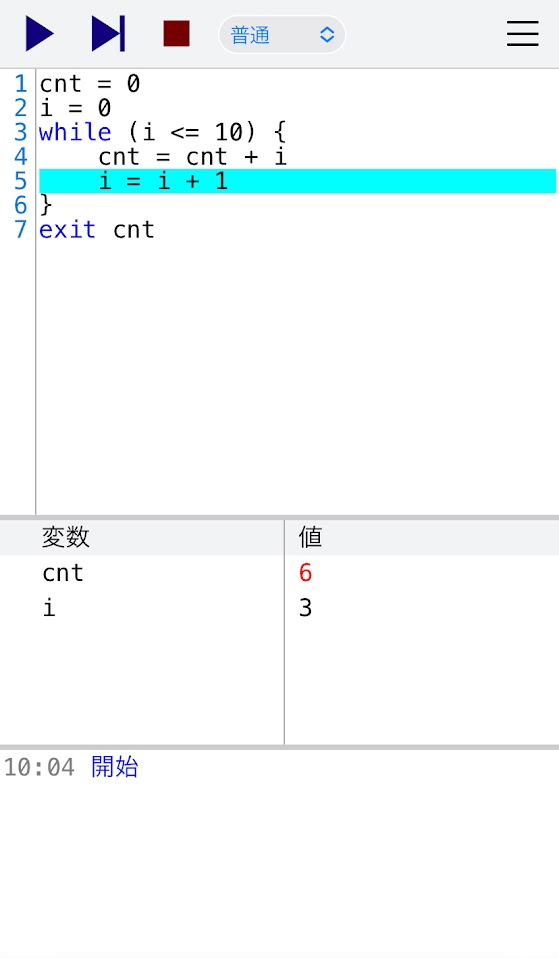 普通
1 cnt = 0
2 i = 0
3 while (i <= 10) {
4     cnt = cnt + i
5     i = i + 1
6 }
7 exit cnt
変数 値
cnt 6
i 3
10:04 開始